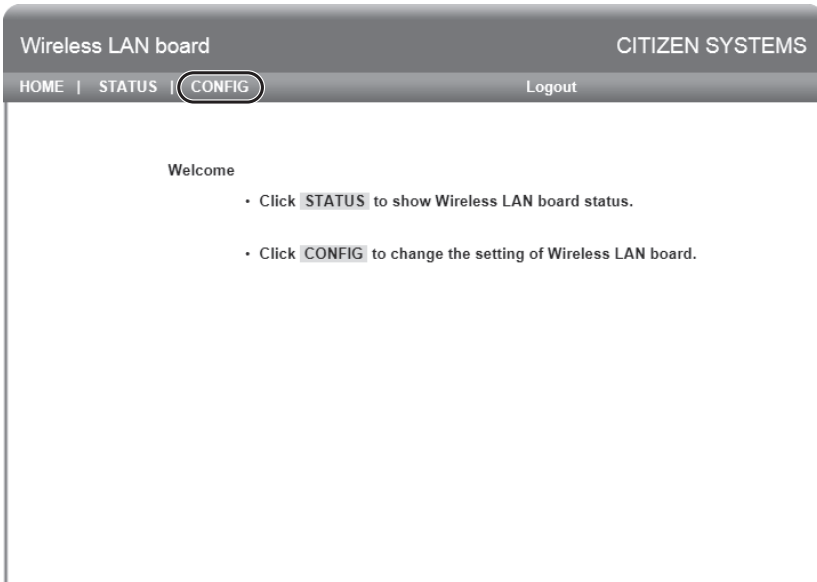 Wireless LAN board CITIZEN SYSTEMS
HOME | STATUS | CONFIG Logout
Welcome
• Click STATUS to show Wireless LAN board status.
• Click CONFIG to change the setting of Wireless LAN board.